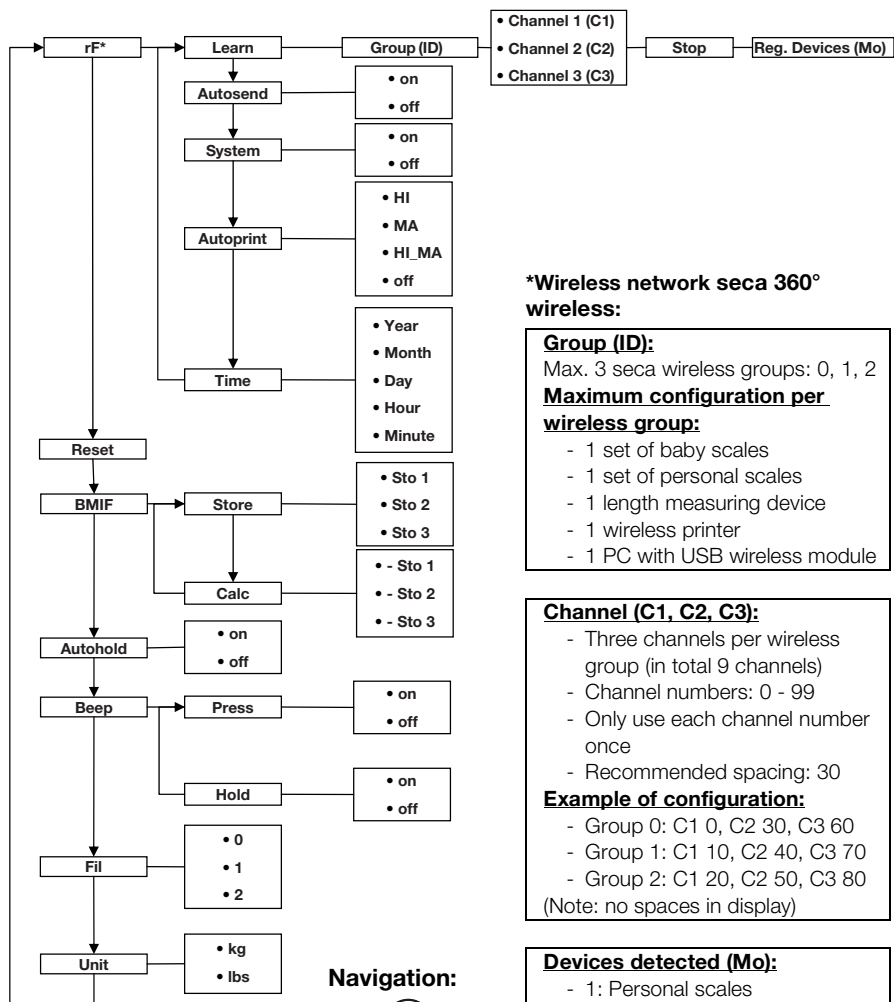 rF*
Learn
Group (ID)
• Channel 1 (C1)
• Channel 2 (C2)
• Channel 3 (C3)
Stop
Reg. Devices (Mo)
Autosend
• on
• off
System
• on
• off
Autoprint
• HI
• MA
• HI_MA
• off
Time
• Year
• Month
• Day
• Hour
• Minute
Reset
BMIF
Store
• Sto 1
• Sto 2
• Sto 3
Calc
• - Sto 1
• - Sto 2
• - Sto 3
Autohold
• on
• off
Beep
Press
• on
• off
Hold
• on
• off
Fil
• 0
• 1
• 2
Unit
• kg
• lbs
Navigation:
*Wireless network seca 360°
wireless:
Group (ID):
Max. 3 seca wireless groups: 0, 1, 2
Maximum configuration per
wireless group:
- 1 set of baby scales
- 1 set of personal scales
- 1 length measuring device
- 1 wireless printer
- 1 PC with USB wireless module
Channel (C1, C2, C3):
- Three channels per wireless
group (in total 9 channels)
- Channel numbers: 0 - 99
- Only use each channel number
once
- Recommended spacing: 30
Example of configuration:
- Group 0: C1 0, C2 30, C3 60
- Group 1: C1 10, C2 40, C3 70
- Group 2: C1 20, C2 50, C3 80
(Note: no spaces in display)
Devices detected (Mo):
- 1: Personal scales